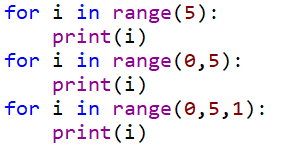 for i in range(5):
    print(i)
for i in range(0,5):
    print(i)
for i in range(0,5,1):
    print(i)